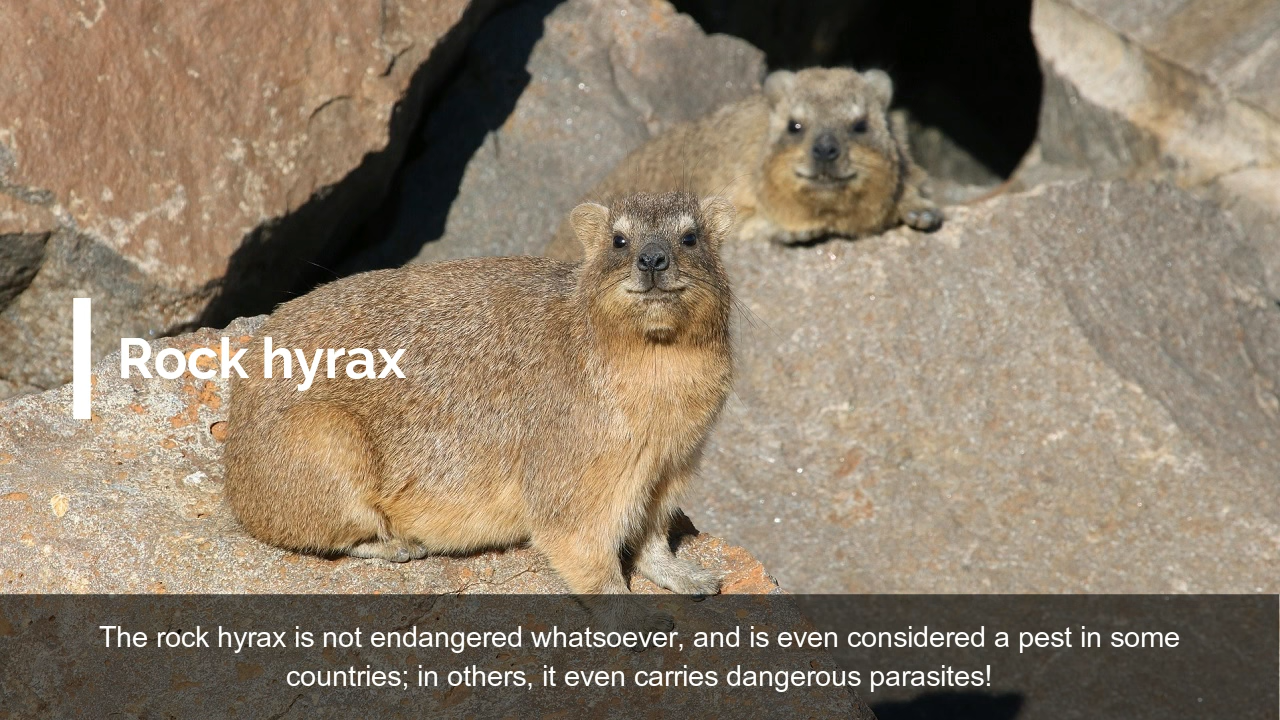 Rock hyrax
The rock hyrax is not endangered whatsoever, and is even considered a pest in some
countries; in others, it even carries dangerous parasites!